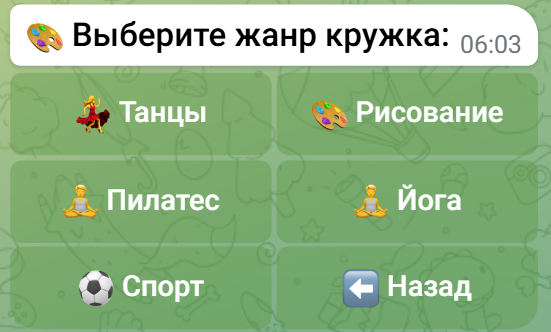 🎨 Выберите жанр кружка: 06:03
💃 Танцы
🎨 Рисование
🧘 Пилатес
🧘 Йога
⚽ Спорт
⬅️ Назад